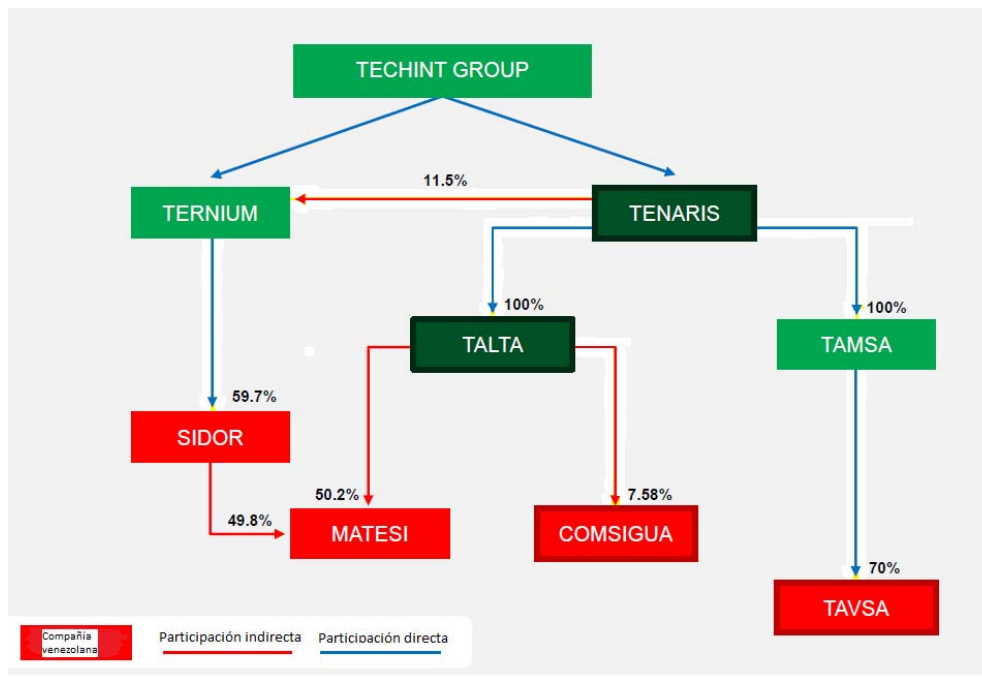 TECHINT GROUP
11.5%
TERNIUM
TENARIS
100%
100%
TALTA
TAMSA
59.7%
SIDOR
50.2%
7.58%
49.8%
MATESI
COMSIGUA
70%
TAVSA
Compañía
venezolana
Participación indirecta
Participación directa